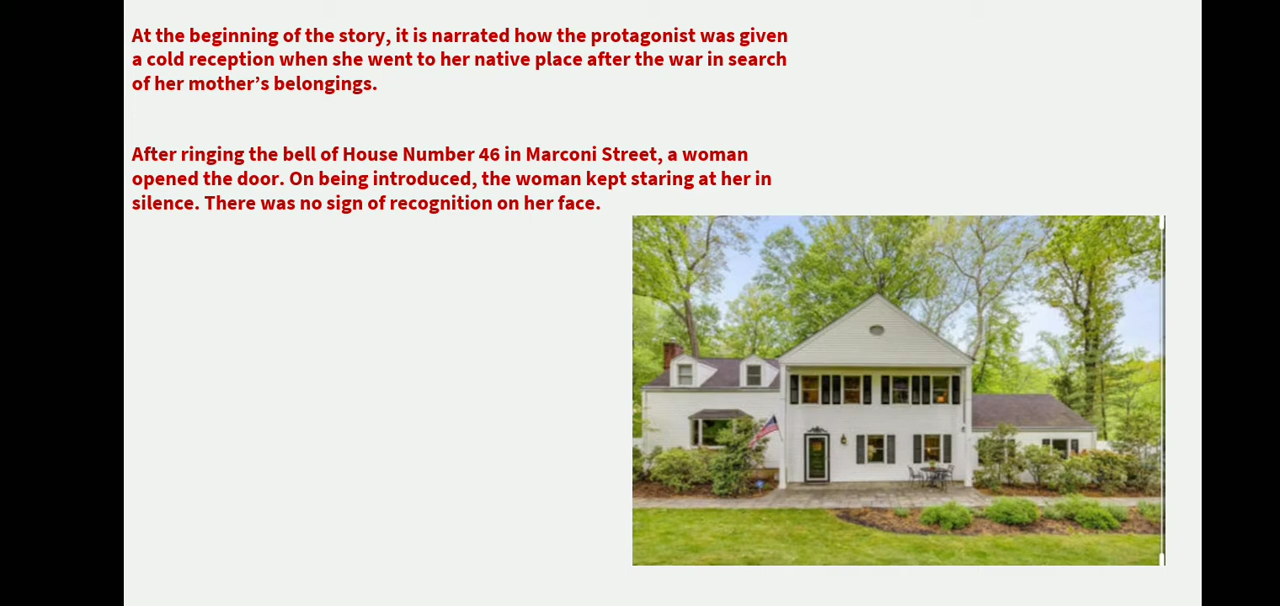 At the beginning of the story, it is narrated how the protagonist was given
a cold reception when she went to her native place after the war in search
of her mother’s belongings.
After ringing the bell of House Number 46 in Marconi Street, a woman
opened the door. On being introduced, the woman kept staring at her in
silence. There was no sign of recognition on her face.